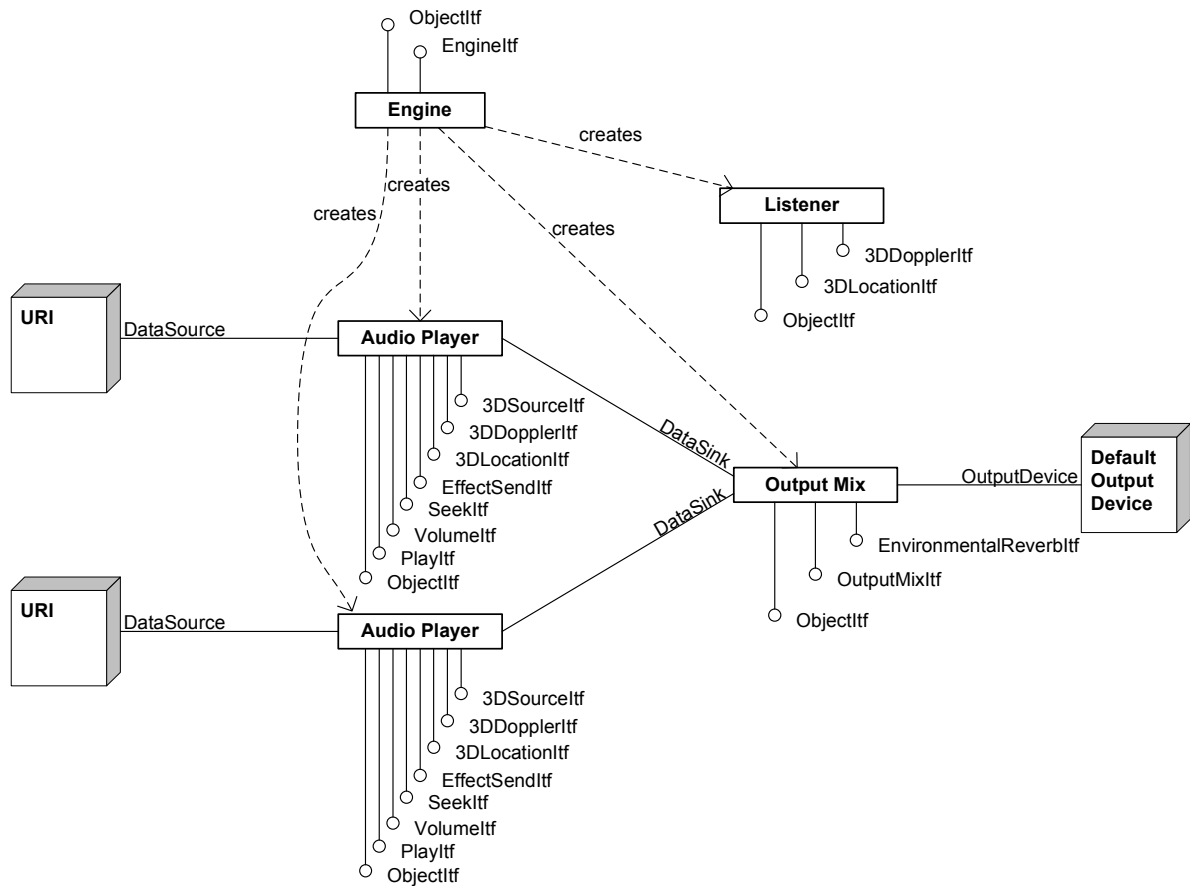 ObjectItf
EngineItf
Engine
creates
creates
creates
creates
Listener
3DDopplerItf
3DLocationItf
ObjectItf
URI
DataSource
Audio Player
3DSourceItf
3DDopplerItf
3DLocationItf
EffectSendItf
SeekItf
VolumeItf
PlayItf
ObjectItf
DataSink
DataSink
Output Mix
OutputDevice
Default
Output
Device
EnvironmentalReverbItf
OutputMixItf
ObjectItf
URI
DataSource
Audio Player
3DSourceItf
3DDopplerItf
3DLocationItf
EffectSendItf
SeekItf
VolumeItf
PlayItf
ObjectItf